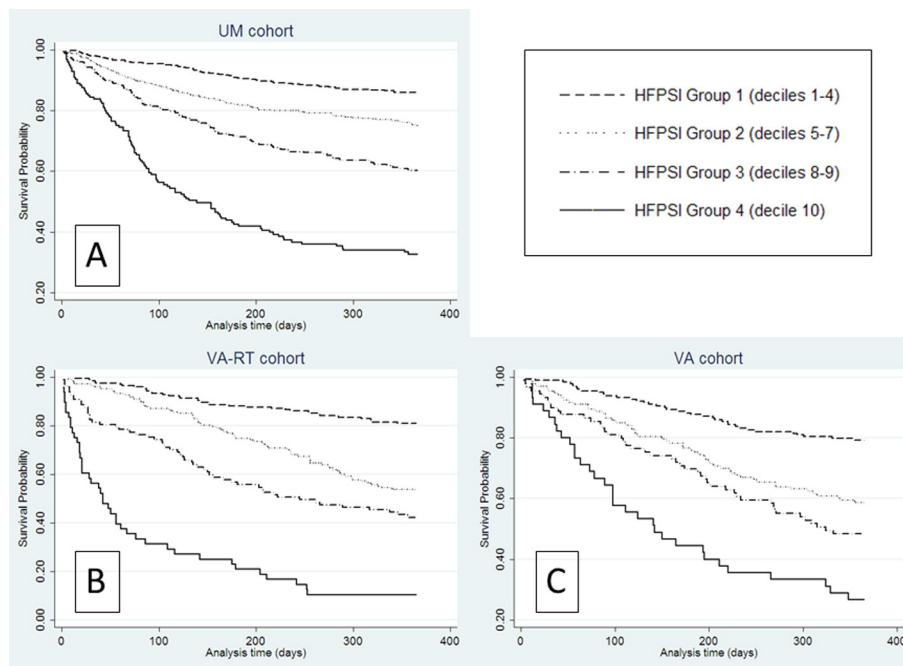 UM cohort
Survival Probability
1.00
0.80
0.60
0.40
0.20
A
0 100 200 300 400
Analysis time (days)
HFPSI Group 1 (deciles 1-4)
HFPSI Group 2 (deciles 5-7)
HFPSI Group 3 (deciles 8-9)
HFPSI Group 4 (decile 10)
VA-RT cohort
Survival Probability
1.00
0.80
0.60
0.40
0.20
0.00
B
0 100 200 300 400
Analysis time (days)
VA cohort
Survival Probability
1.00
0.80
0.60
0.40
0.20
C
0 100 200 300 400
Analysis time (days)